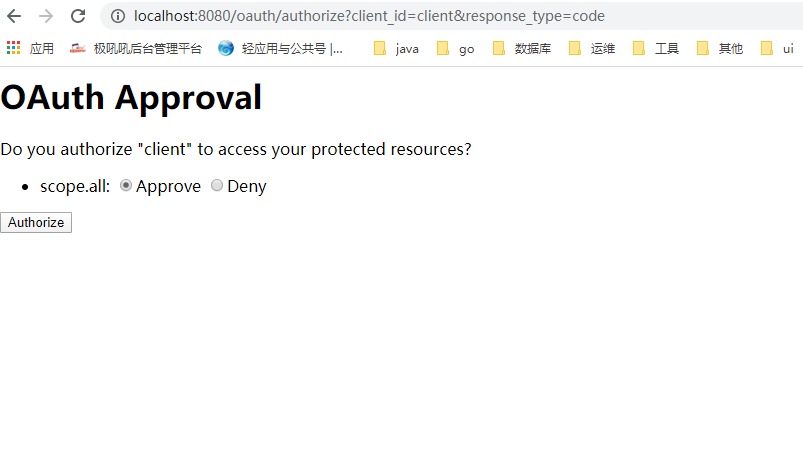 localhost:8080/oauth/authorize?client_id=client&response_type=code
应用 极吼吼后台管理平台 轻应用与公共号 |... java go 数据库 运维 工具 其他 ui
OAuth Approval
Do you authorize "client" to access your protected resources?
• scope.all: Approve Deny
Authorize